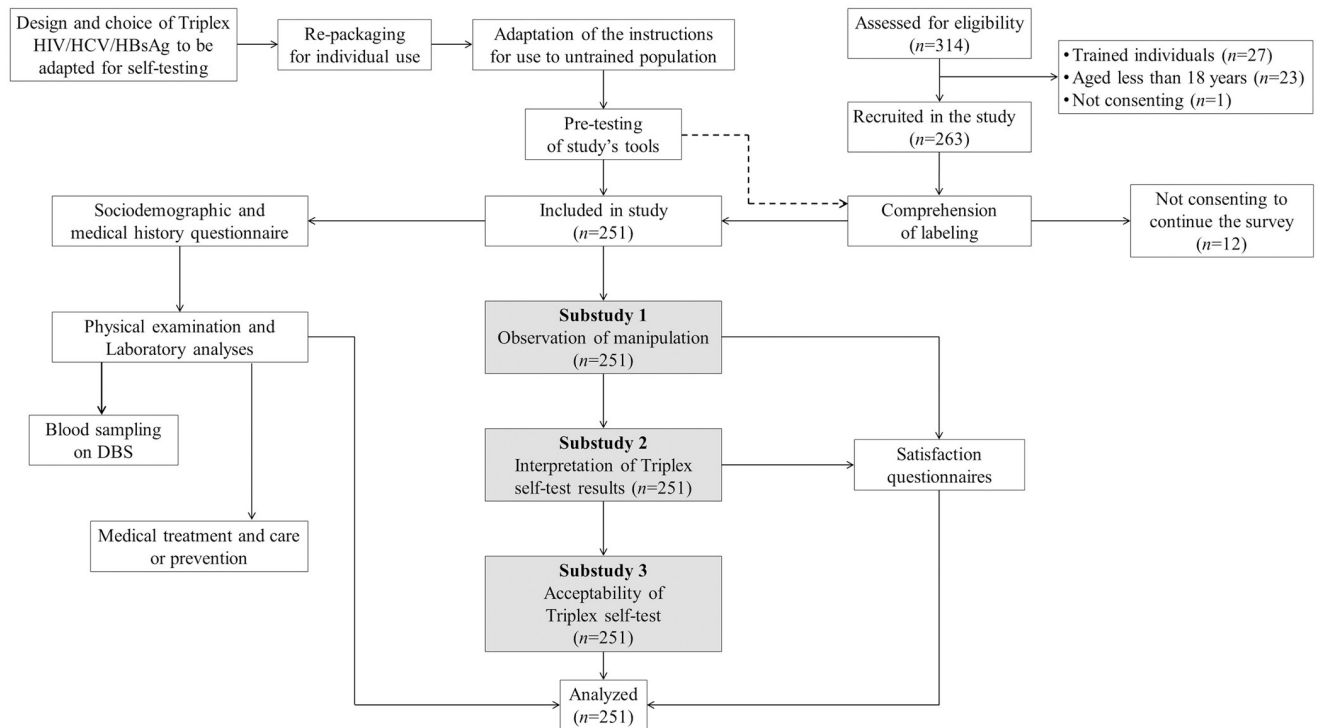 Design and choice of Triplex
HIV/HCV/HBsAg to be
adapted for self-testing
Re-packaging
for individual use
Adaptation of the instructions
for use to untrained population
Assessed for eligibility
(n=314)
• Trained individuals (n=27)
• Aged less than 18 years (n=23)
• Not consenting (n=1)
Pre-testing
of study's tools
Recruited in the study
(n=263)
Sociodemographic and
medical history questionnaire
Included in study
(n=251)
Comprehension
of labeling
Not consenting to
continue the survey
(n=12)
Physical examination and
Laboratory analyses
Substudy 1
Observation of manipulation
(n=251)
Blood sampling
on DBS
Substudy 2
Interpretation of Triplex
self-test results (n=251)
Satisfaction
questionnaires
Medical treatment and care
or prevention
Substudy 3
Acceptability of
Triplex self-test
(n=251)
Analyzed
(n=251)